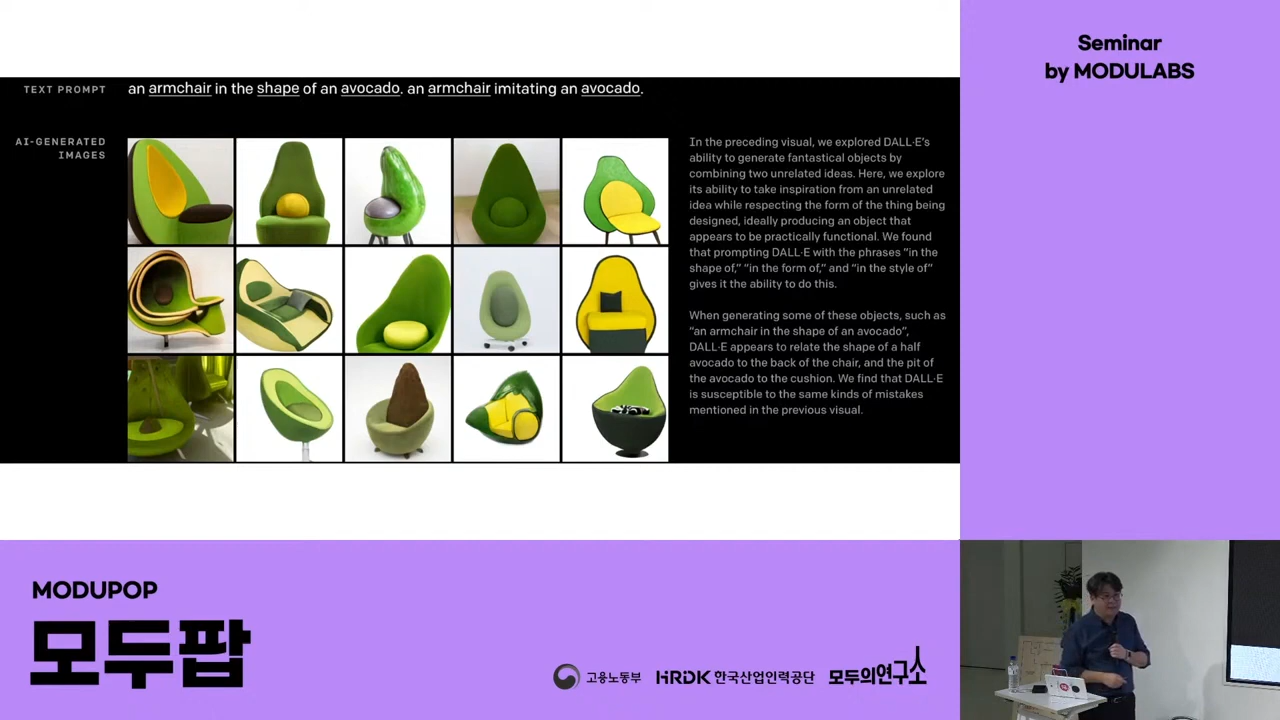 Seminar
by MODULABS
TEXT PROMPT
an armchair in the shape of an avocado. an armchair imitating an avocado.
AI-GENERATED
IMAGES
In the preceding visual, we explored DALL·E's
ability to generate fantastical objects by
combining two unrelated ideas. Here, we explore
its ability to take inspiration from an unrelated
idea while respecting the form of the thing being
designed, ideally producing an object that
appears to be practically functional. We found
that prompting DALL·E with the phrases “in the
shape of,” “in the form of,” and “in the style of”
gives it the ability to do this.
When generating some of these objects, such as
“an armchair in the shape of an avocado”,
DALL·E appears to relate the shape of a half
avocado to the back of the chair, and the pit of
the avocado to the cushion. We find that DALL·E
is susceptible to the same kinds of mistakes
mentioned in the previous visual.
MODUPOP
모두팝
고용노동부
HRDK 한국산업인력공단
모두의연구소